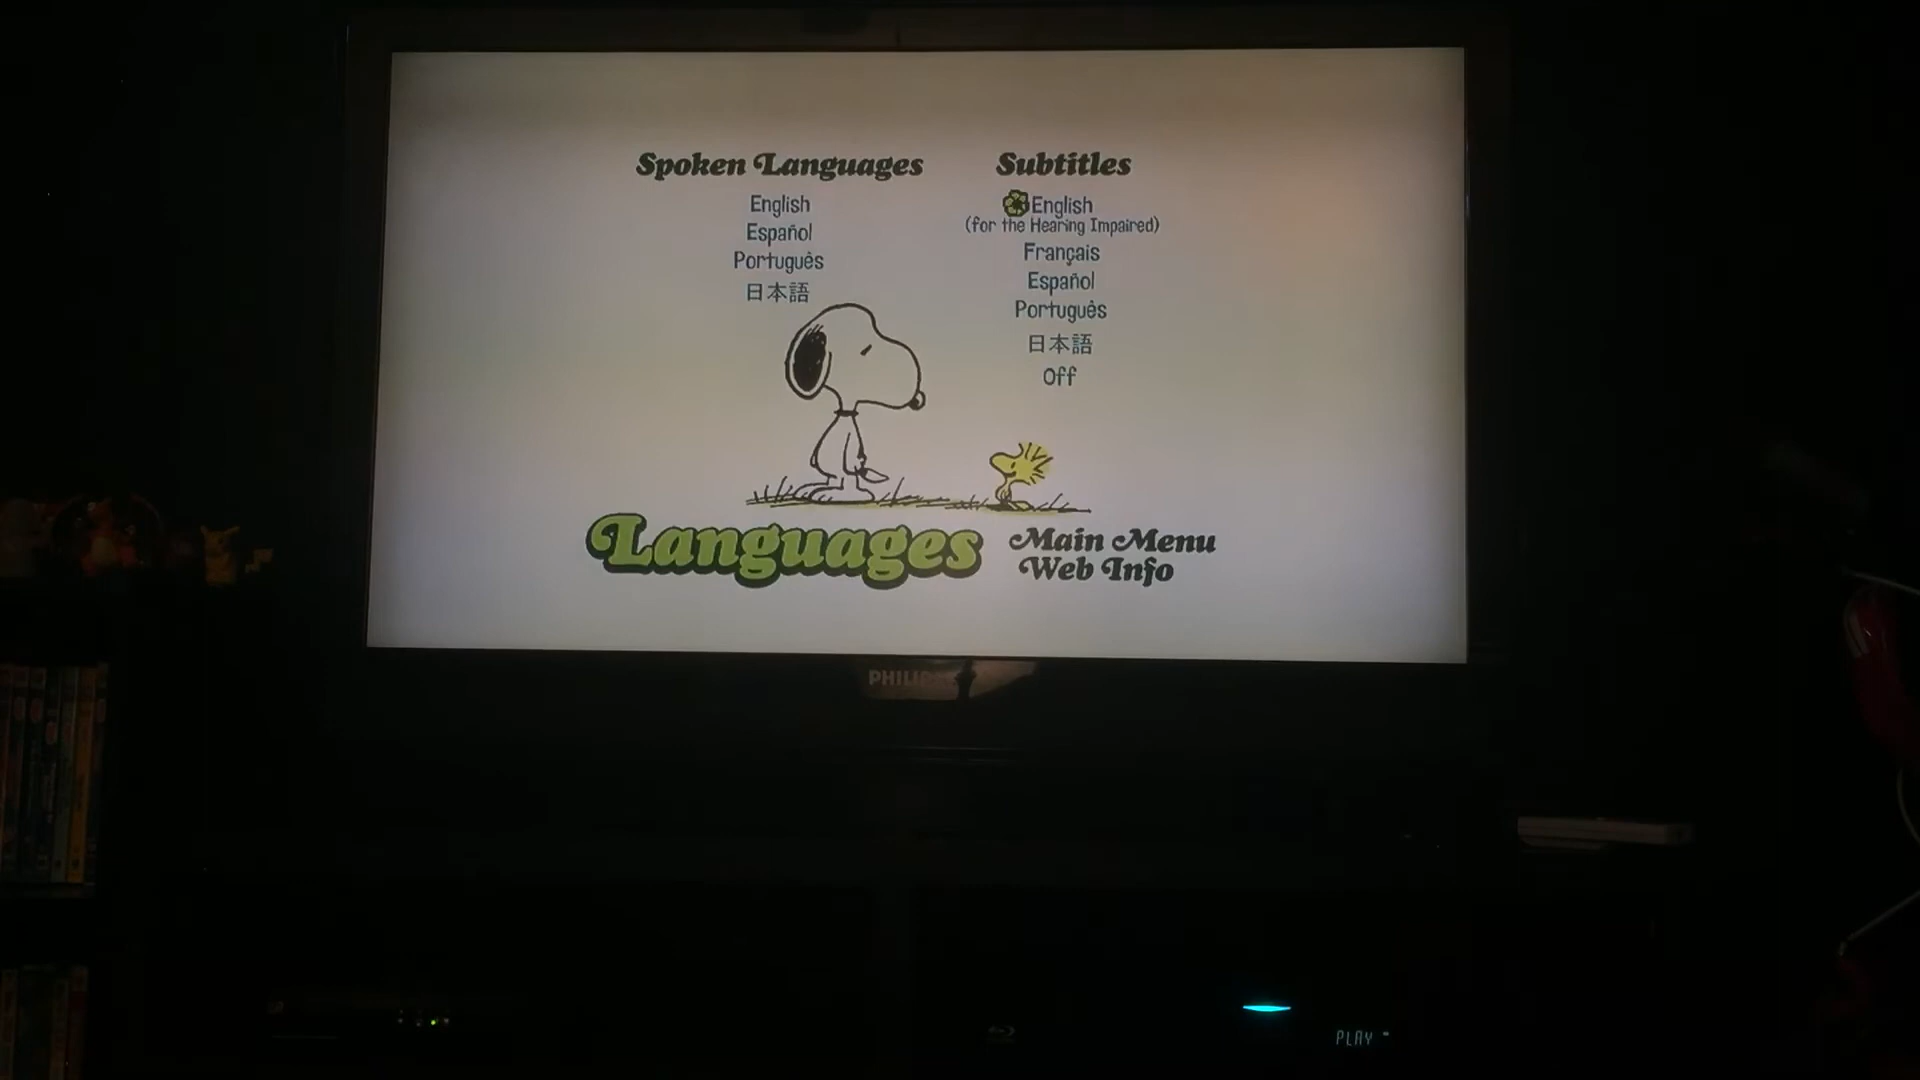 Spoken Languages
English
Español
Português
日本語
Subtitles
English
(for the Hearing Impaired)
Français
Español
Português
日本語
Off
Languages
Main Menu
Web Info
PLAY